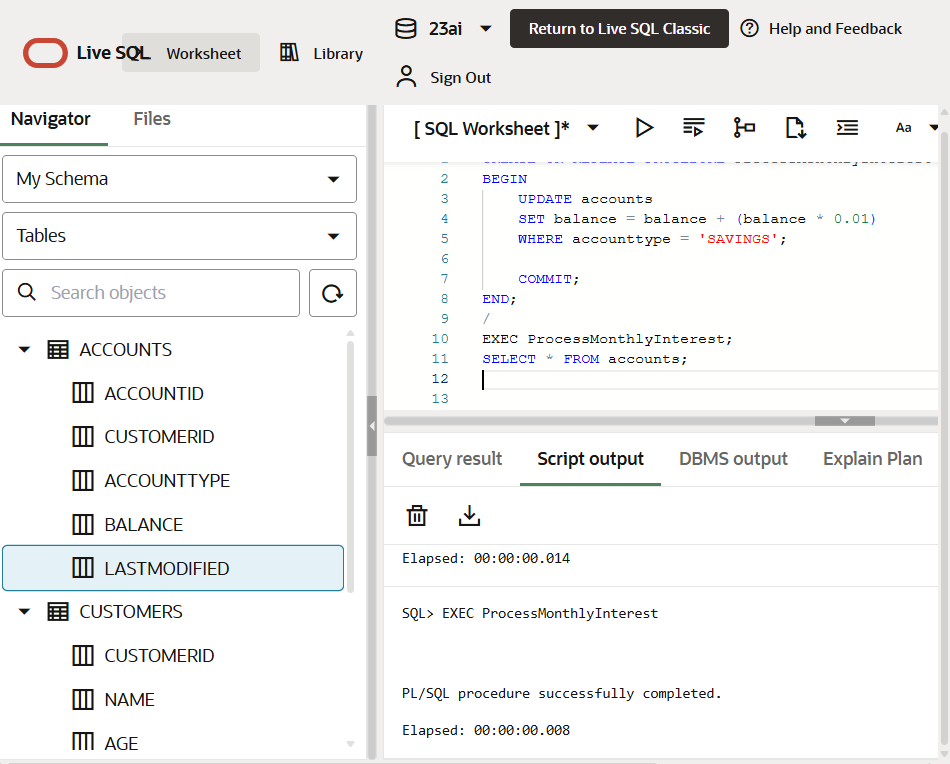 Live SQL
Worksheet
Library
23ai
Return to Live SQL Classic
Help and Feedback
Sign Out
Navigator
Files
My Schema
Tables
Search objects
ACCOUNTS
ACCOUNTID
CUSTOMERID
ACCOUNTTYPE
BALANCE
LASTMODIFIED
CUSTOMERS
CUSTOMERID
NAME
AGE
[ SQL Worksheet ]*
Aa
2 BEGIN
3 UPDATE accounts
4 SET balance = balance + (balance * 0.01)
5 WHERE accounttype = 'SAVINGS';
6
7 COMMIT;
8 END;
9 /
10 EXEC ProcessMonthlyInterest;
11 SELECT * FROM accounts;
12
13
Query result
Script output
DBMS output
Explain Plan
Elapsed: 00:00:00.014
SQL> EXEC ProcessMonthlyInterest
PL/SQL procedure successfully completed.
Elapsed: 00:00:00.008